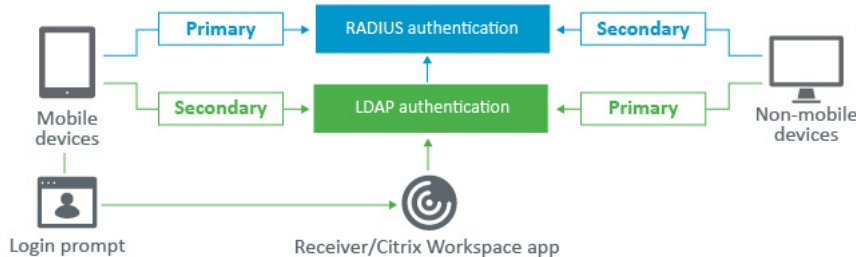 Primary
RADIUS authentication
Secondary
Secondary
LDAP authentication
Primary
Mobile
devices
Non-mobile
devices
Login prompt
Receiver/Citrix Workspace app